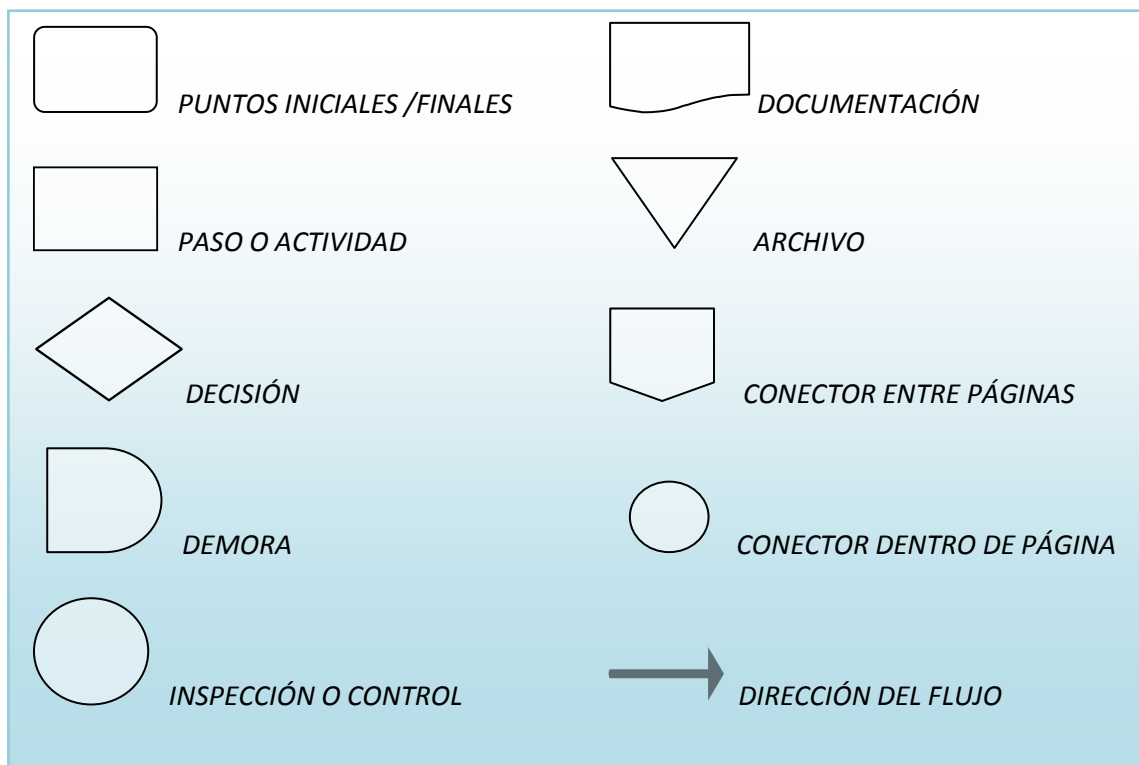 PUNTOS INICIALES /FINALES
DOCUMENTACIÓN
PASO O ACTIVIDAD
ARCHIVO
DECISIÓN
CONECTOR ENTRE PÁGINAS
DEMORA
CONECTOR DENTRO DE PÁGINA
INSPECCIÓN O CONTROL
DIRECCIÓN DEL FLUJO